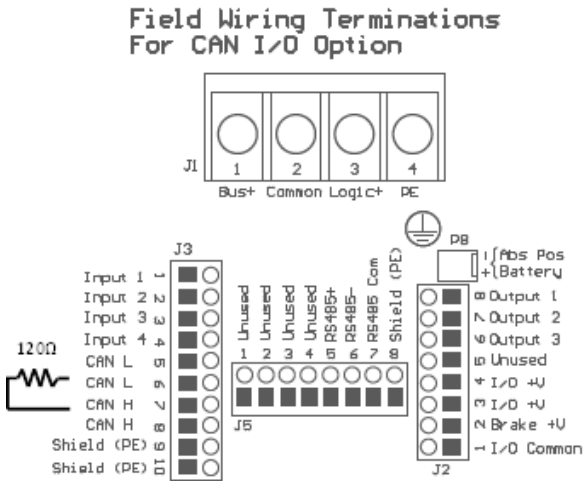 Field Wiring Terminations
For CAN I/O Option
J1
1 2 3 4
Bus+ Common Logic+ PE
J3
Input 1 1
Input 2 2
Input 3 3
Input 4 4
CAN L 5
CAN L 6
CAN H 7
CAN H 8
Shield (PE) 9
Shield (PE) 10
120Ω
Unused
Unused
Unused
Unused
RS485+
RS485-
RS485 Com
Shield (PE)
1 2 3 4 5 6 7 8
J5
P8
- Abs Pos
+ Battery
8 Output 1
7 Output 2
6 Output 3
5 Unused
4 I/O +V
3 I/O +V
2 Brake +V
1 I/O Common
J2